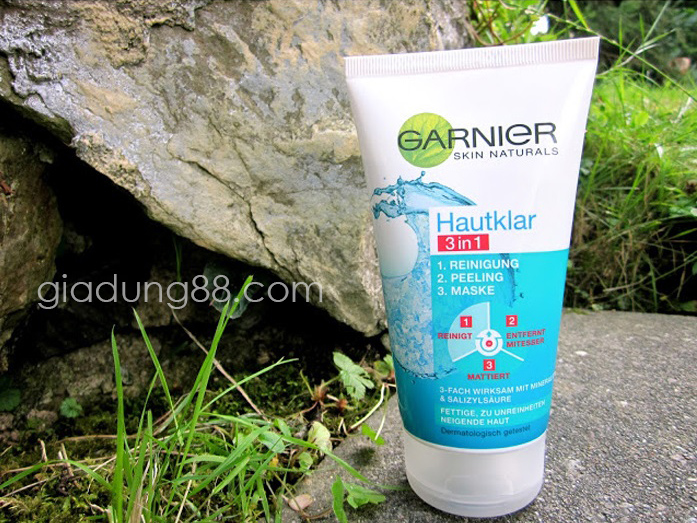 GARNIER
SKIN NATURALS
Hautklar
3 in 1
1. REINIGUNG
2. PEELING
3. MASKE
giadung88.com
1
2
REINIGT
ENTFERNT
MITESSER
3
MATTIERT
3-FACH WIRKSAM MIT MINERAL
& SALIZYLSÄURE
FETTIGE, ZU UNREINHEITEN
NEIGENDE HAUT
Dermatologisch getestet